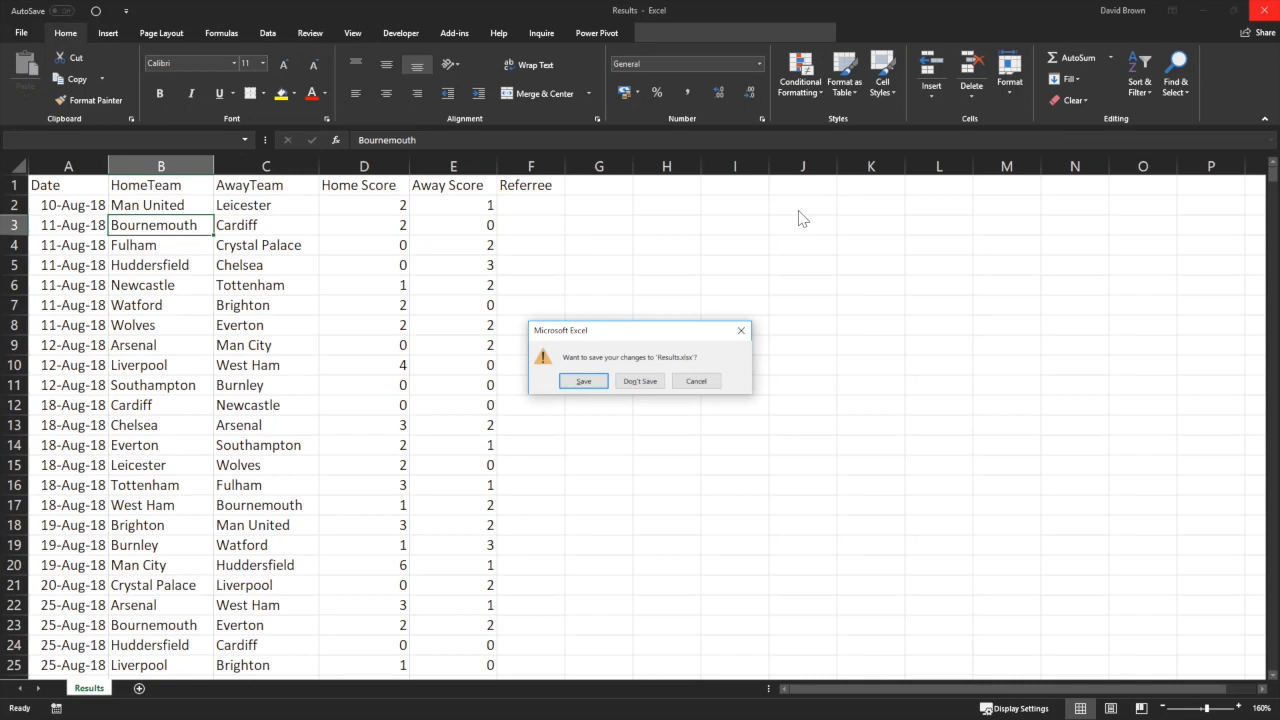 AutoSave Off
Results - Excel
David Brown
File Home Insert Page Layout Formulas Data Review View Developer Add-ins Help Inquire Power Pivot
Share
Paste
Cut
Copy
Format Painter
Clipboard
Calibri 11 A A
B I U A
Font
Wrap Text
Merge & Center
Alignment
General
%
Number
Conditional Formatting
Format as Table
Cell Styles
Styles
Insert Delete Format
Cells
AutoSum
Fill
Clear
Sort & Filter
Find & Select
Editing
fx Bournemouth
A B C D E F G H I J K L M N O P
1 Date HomeTeam AwayTeam Home Score Away Score Referree
2 10-Aug-18 Man United Leicester 2 1
3 11-Aug-18 Bournemouth Cardiff 2 0
4 11-Aug-18 Fulham Crystal Palace 0 2
5 11-Aug-18 Huddersfield Chelsea 0 3
6 11-Aug-18 Newcastle Tottenham 1 2
7 11-Aug-18 Watford Brighton 2 0
8 11-Aug-18 Wolves Everton 2 2
9 12-Aug-18 Arsenal Man City 0 2
10 12-Aug-18 Liverpool West Ham 4 0
11 12-Aug-18 Southampton Burnley 0 0
12 18-Aug-18 Cardiff Newcastle 0 0
13 18-Aug-18 Chelsea Arsenal 3 2
14 18-Aug-18 Everton Southampton 2 1
15 18-Aug-18 Leicester Wolves 2 0
16 18-Aug-18 Tottenham Fulham 3 1
17 18-Aug-18 West Ham Bournemouth 1 2
18 19-Aug-18 Brighton Man United 3 2
19 19-Aug-18 Burnley Watford 1 3
20 19-Aug-18 Man City Huddersfield 6 1
21 20-Aug-18 Crystal Palace Liverpool 0 2
22 25-Aug-18 Arsenal West Ham 3 1
23 25-Aug-18 Bournemouth Everton 2 2
24 25-Aug-18 Huddersfield Cardiff 0 0
25 25-Aug-18 Liverpool Brighton 1 0
Microsoft Excel
Want to save your changes to 'Results.xlsx'?
Save Don't Save Cancel
Results
Ready
Display Settings
160%